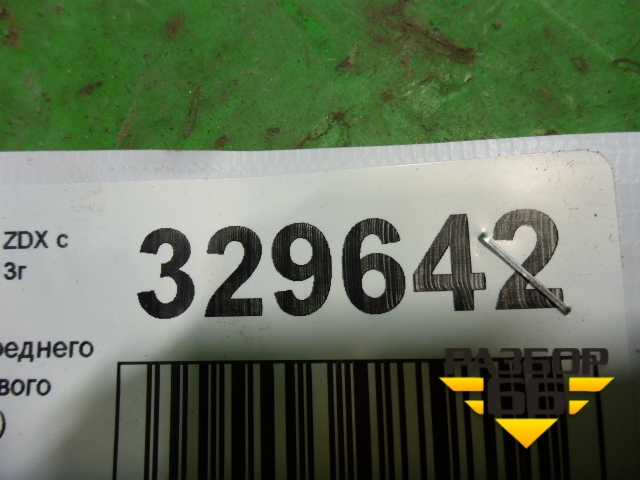 ZDX с
3г
329642
реднего
вого
)
РАЗБОР
66